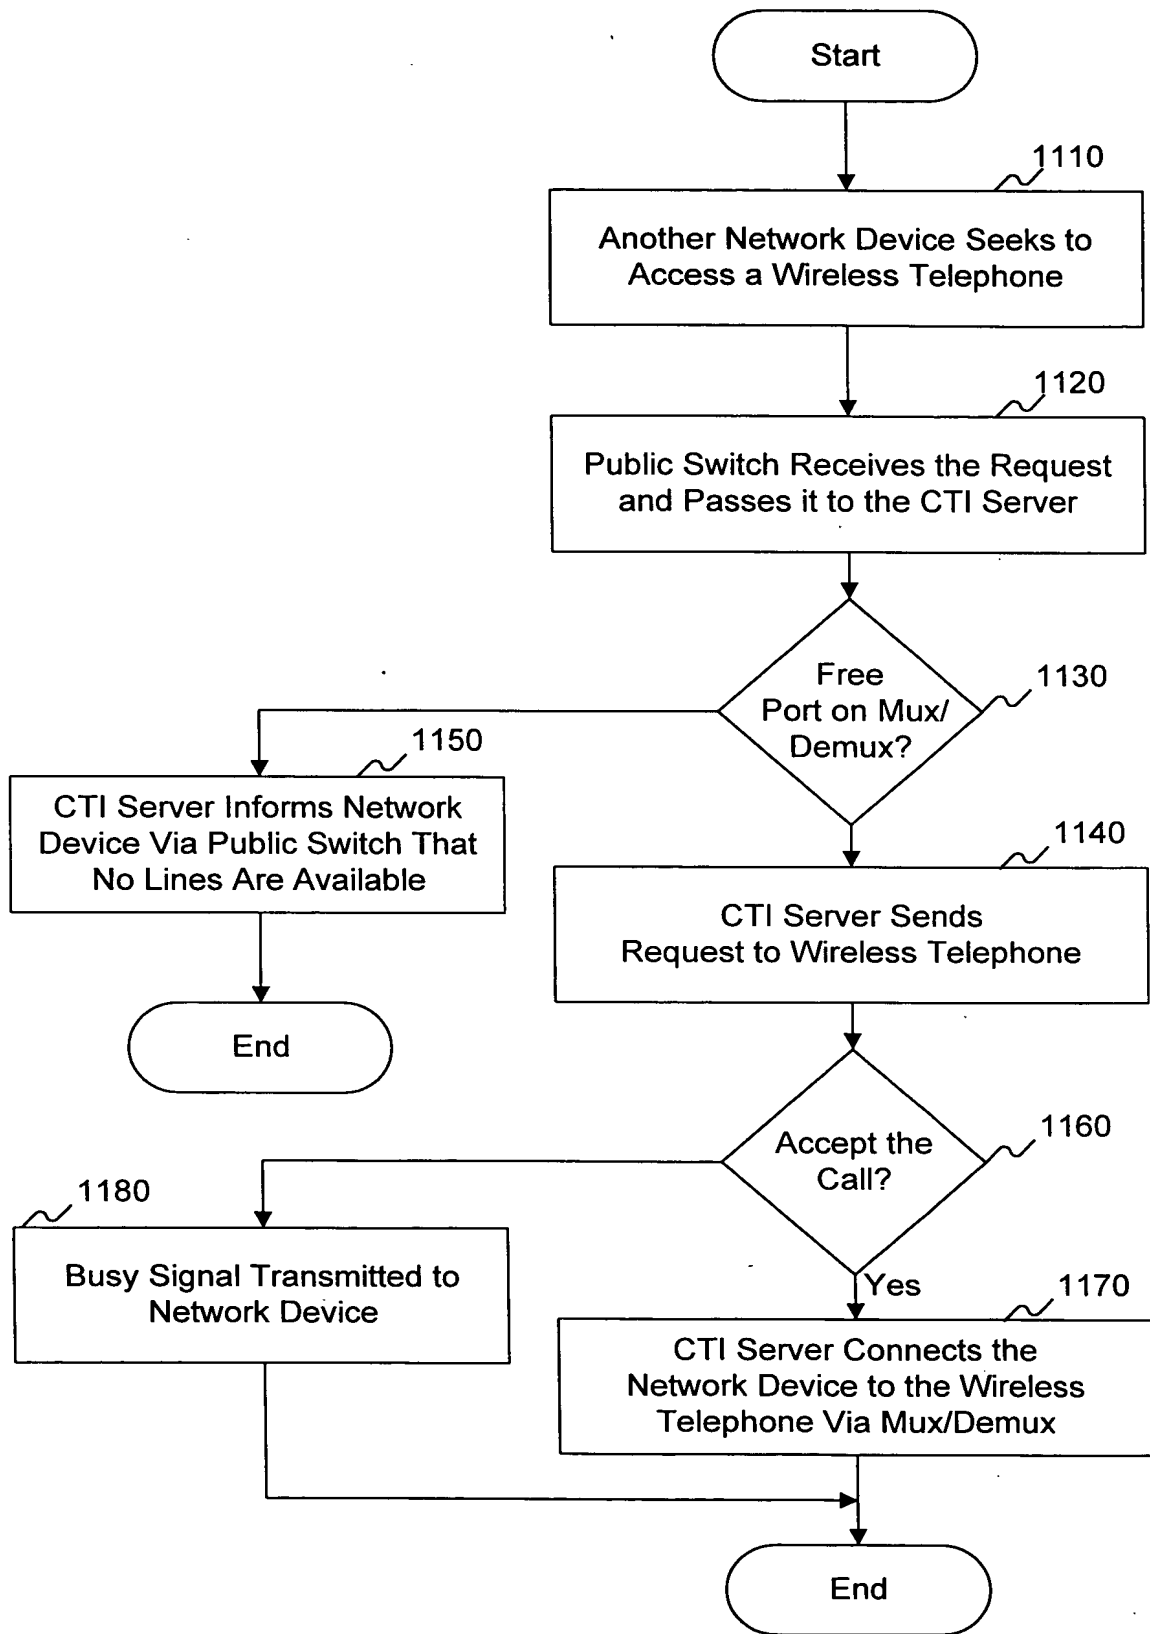 Start
1110
Another Network Device Seeks to
Access a Wireless Telephone
1120
Public Switch Receives the Request
and Passes it to the CTI Server
Free
Port on Mux/
Demux?
1130
1150
CTI Server Informs Network
Device Via Public Switch That
No Lines Are Available
1140
CTI Server Sends
Request to Wireless Telephone
End
Accept the
Call?
1160
1180
Busy Signal Transmitted to
Network Device
Yes
1170
CTI Server Connects the
Network Device to the Wireless
Telephone Via Mux/Demux
End